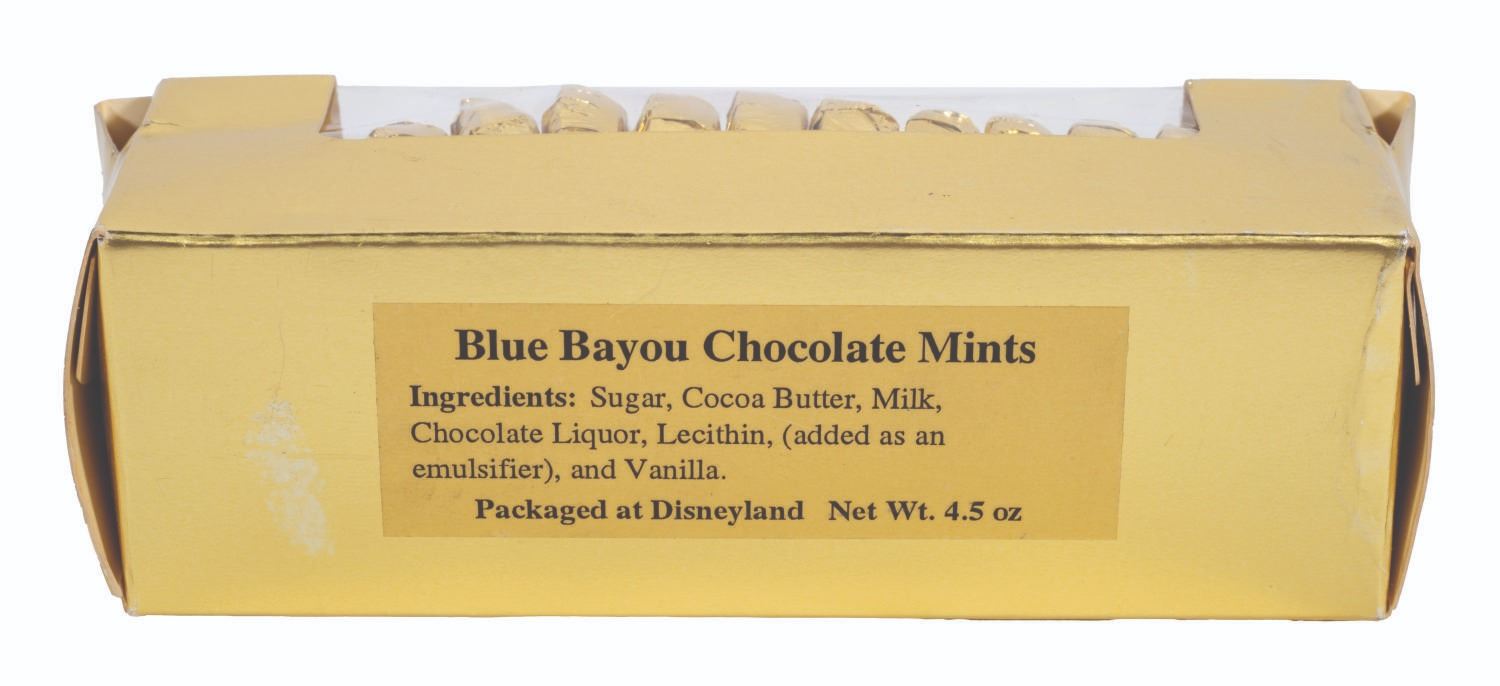 Blue Bayou Chocolate Mints
Ingredients: Sugar, Cocoa Butter, Milk,
Chocolate Liquor, Lecithin, (added as an
emulsifier), and Vanilla.
Packaged at Disneyland Net Wt. 4.5 oz